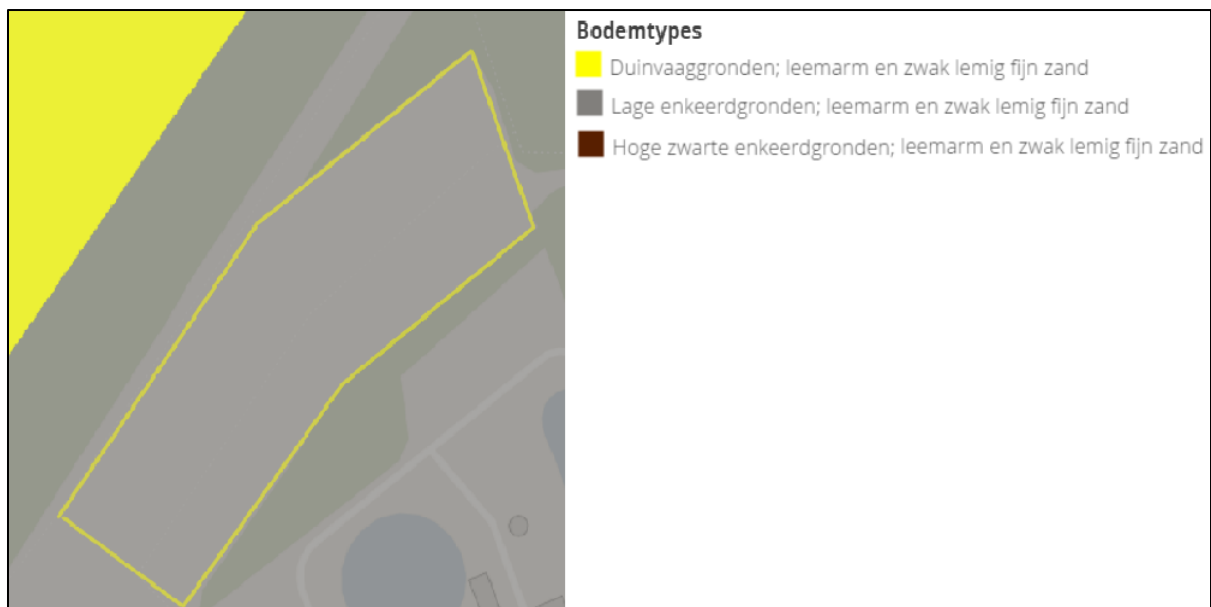 Bodemtypes
Duinvaaggronden; leemarm en zwak lemig fijn zand
Lage enkeerdgronden; leemarm en zwak lemig fijn zand
Hoge zwarte enkeerdgronden; leemarm en zwak lemig fijn zand